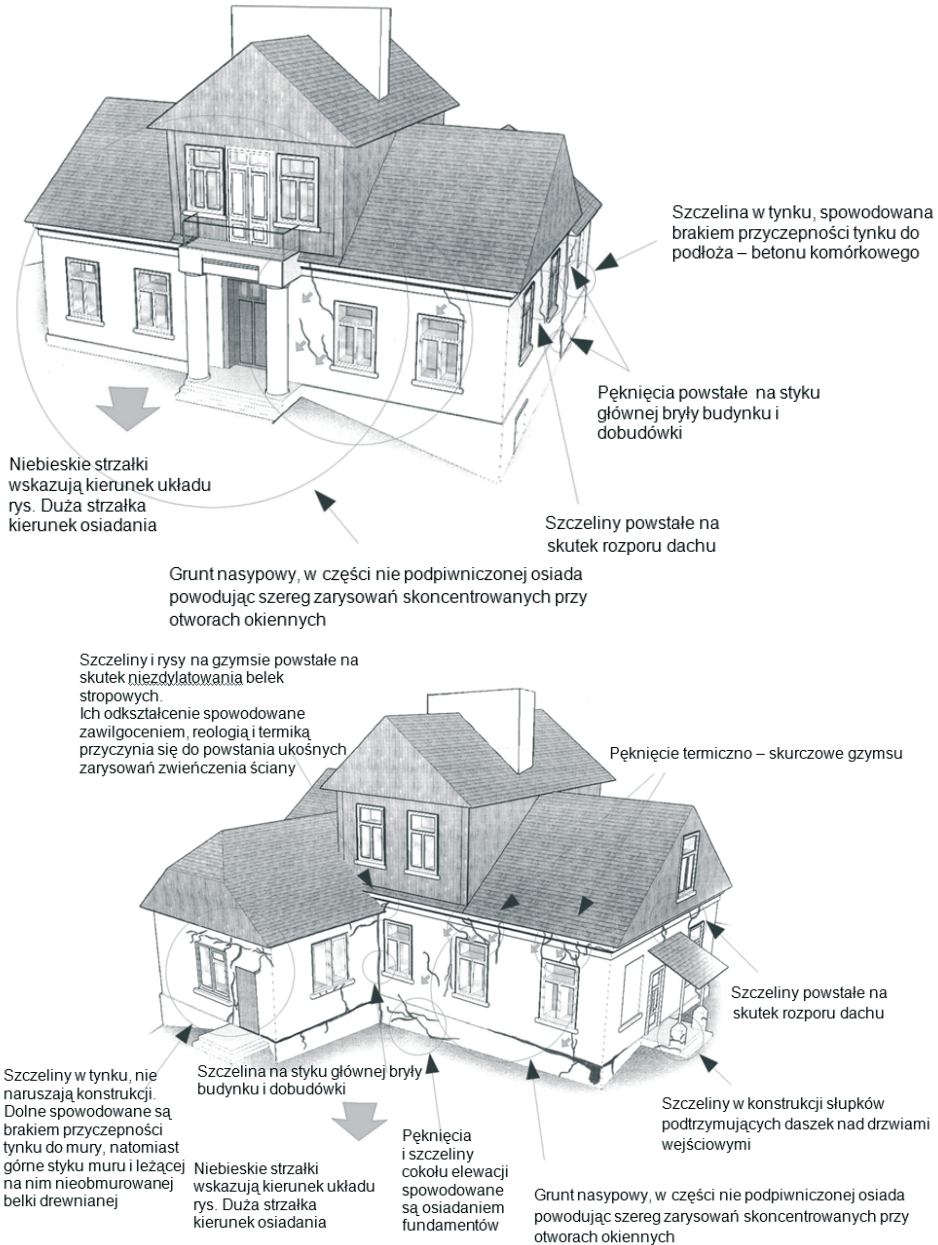 Szczelina w tynku, spowodowana
brakiem przyczepności tynku do
podłoża – betonu komórkowego
Pęknięcia powstałe na styku
głównej bryły budynku i
dobudówki
Niebieskie strzałki
wskazują kierunek układu
rys. Duża strzałka
kierunek osiadania
Szczeliny powstałe na
skutek rozporu dachu
Grunt nasypowy, w części nie podpiwniczonej osiada
powodując szereg zarysowań skoncentrowanych przy
otworach okiennych
Szczeliny i rysy na gzymsie powstałe na
skutek niezdylatowania belek
stropowych.
Ich odkształcenie spowodowane
zawilgoceniem, reologią i termiką
przyczynia się do powstania ukośnych
zarysowań zwieńczenia ściany
Pęknięcie termiczno – skurczowe gzymsu
Szczeliny powstałe na
skutek rozporu dachu
Szczeliny w tynku, nie
naruszają konstrukcji.
Dolne spowodowane są
brakiem przyczepności
tynku do mury, natomiast
górne styku muru i leżącej
na nim nieobmurowanej
belki drewnianej
Szczelina na styku głównej bryły
budynku i dobudówki
Niebieskie strzałki
wskazują kierunek układu
rys. Duża strzałka
kierunek osiadania
Pęknięcia
i szczeliny
cokołu elewacji
spowodowane
są osiadaniem
fundamentów
Szczeliny w konstrukcji słupków
podtrzymujących daszek nad drzwiami
wejściowymi
Grunt nasypowy, w części nie podpiwniczonej osiada
powodując szereg zarysowań skoncentrowanych przy
otworach okiennych